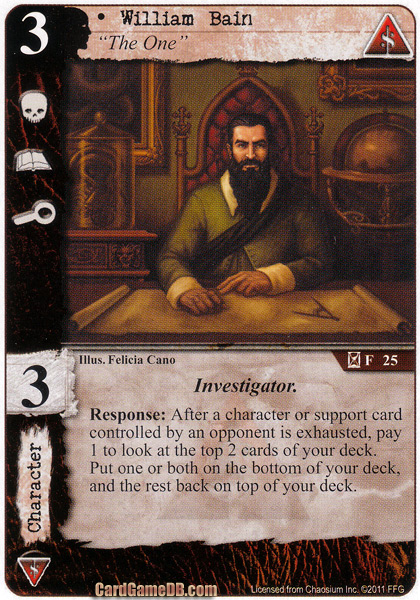 3
• William Bain
"The One"
Illus. Felicia Cano
F 25
3
Investigator.
Response: After a character or support card
controlled by an opponent is exhausted, pay
1 to look at the top 2 cards of your deck.
Put one or both on the bottom of your deck,
and the rest back on top of your deck.
Character
Licensed from Chaosium Inc. ©2011 FFG
CardGameDB.com